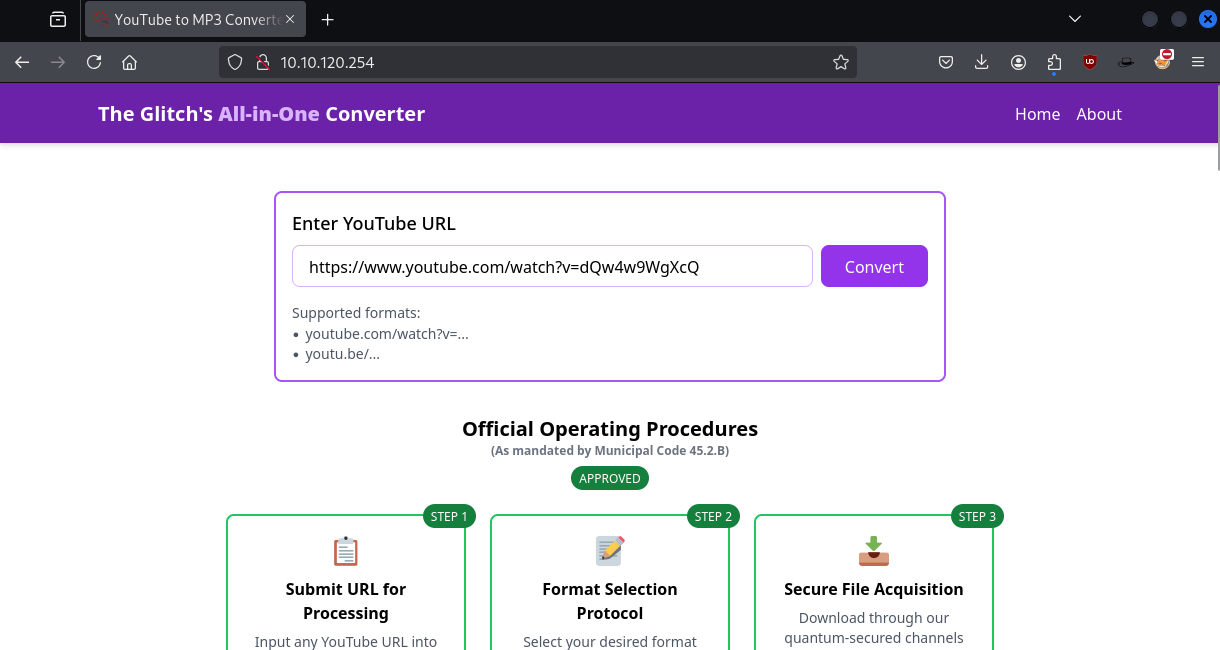 YouTube to MP3 Converte
10.10.120.254
The Glitch's All-in-One Converter
Home About
Enter YouTube URL
https://www.youtube.com/watch?v=dQw4w9WgXcQ
Convert
Supported formats:
• youtube.com/watch?v=...
• youtu.be/...
Official Operating Procedures
(As mandated by Municipal Code 45.2.B)
APPROVED
STEP 1
Submit URL for
Processing
Input any YouTube URL into
STEP 2
Format Selection
Protocol
Select your desired format
STEP 3
Secure File Acquisition
Download through our
quantum-secured channels